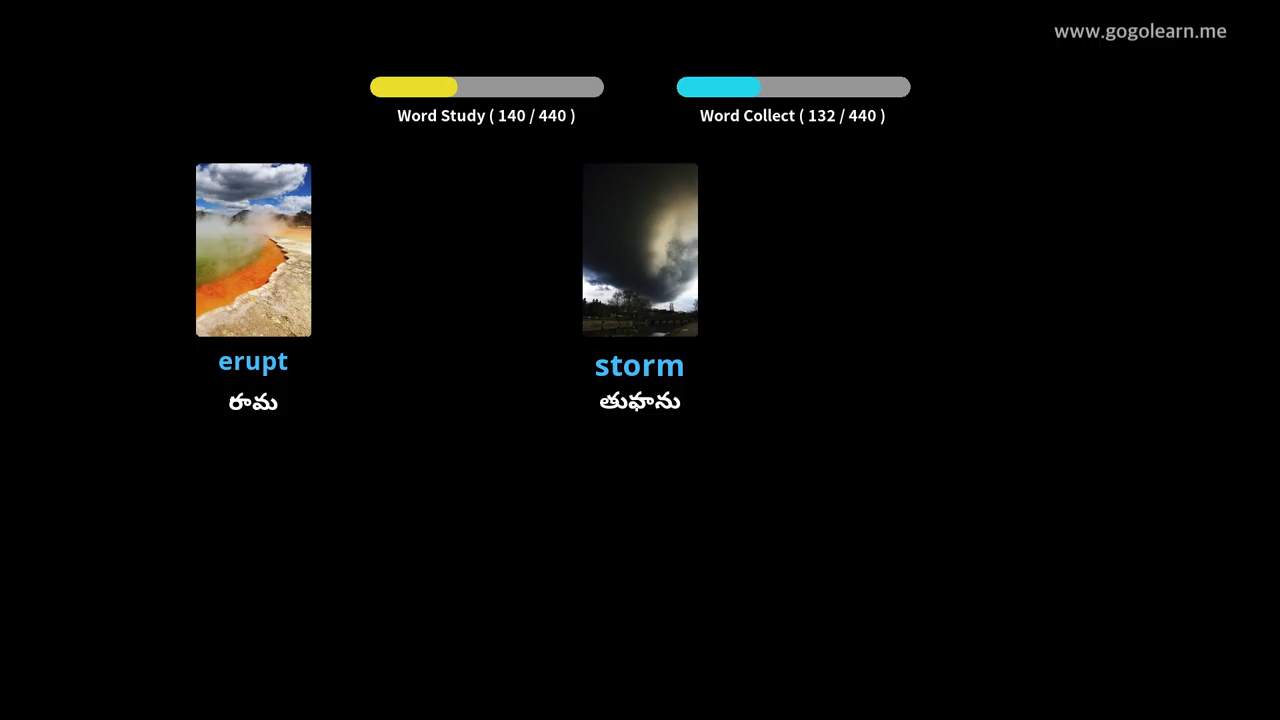 www.gogolearn.me
Word Study ( 140 / 440 )
Word Collect ( 132 / 440 )
erupt
రామ
storm
తుఫాను